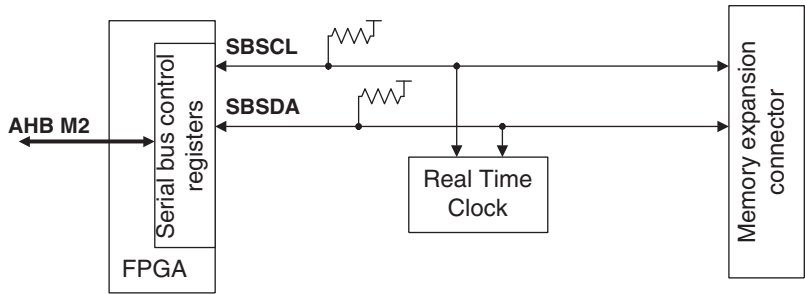 SBSCL
SBSDA
AHB M2
Serial bus control
registers
FPGA
Real Time
Clock
Memory expansion
connector